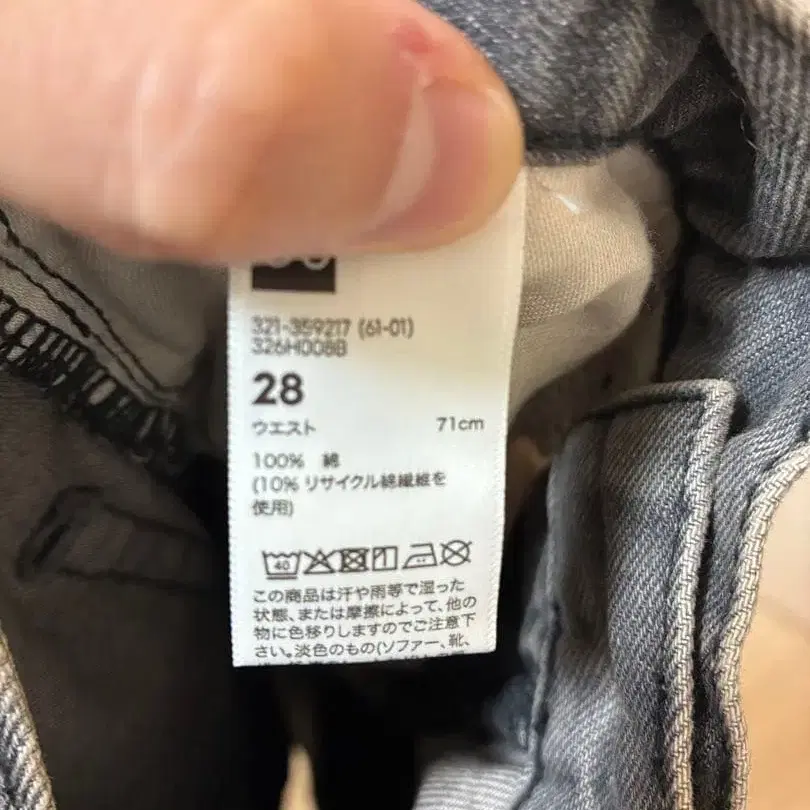 321-359217 (61-01)
326H008B
28
ウエスト 71cm
100% 綿
(10% リサイクル綿繊維を
使用)
40
この商品は汗や雨等で湿った
状態、または摩擦によって、他の
物に色移りしますのでご注意下
さい。淡色のもの(ソファー、靴、